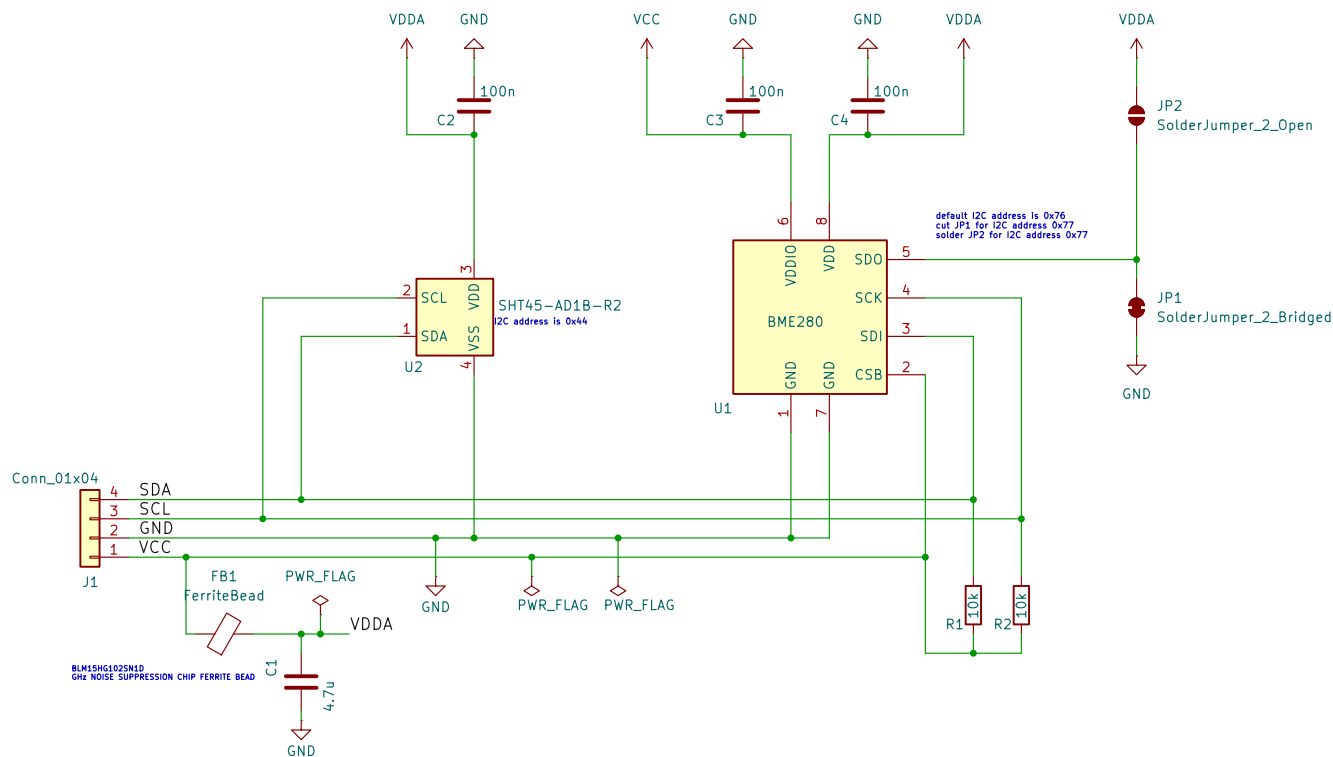 VDDA GND VCC GND GND VDDA VDDA
100n 100n 100n
C2 C3 C4
JP2
SolderJumper_2_Open
default I2C address is 0x76
cut JP1 for I2C address 0x77
solder JP2 for I2C address 0x77
6 8
VDDIO VDD
SDO 5
SCK 4
SDI 3
CSB 2
BME280
GND GND
1 7
U1
JP1
SolderJumper_2_Bridged
GND
3
2 SCL VDD
SHT45-AD1B-R2
I2C address is 0x44
1 SDA VSS
4
U2
Conn_01x04
4 SDA
3 SCL
2 GND
1 VCC
J1
FB1
FerriteBead
PWR_FLAG
GND
PWR_FLAG
PWR_FLAG
VDDA
BLM15HG102SN1D
GHz NOISE SUPPRESSION CHIP FERRITE BEAD
C1
4.7u
GND
10k 10k
R1 R2